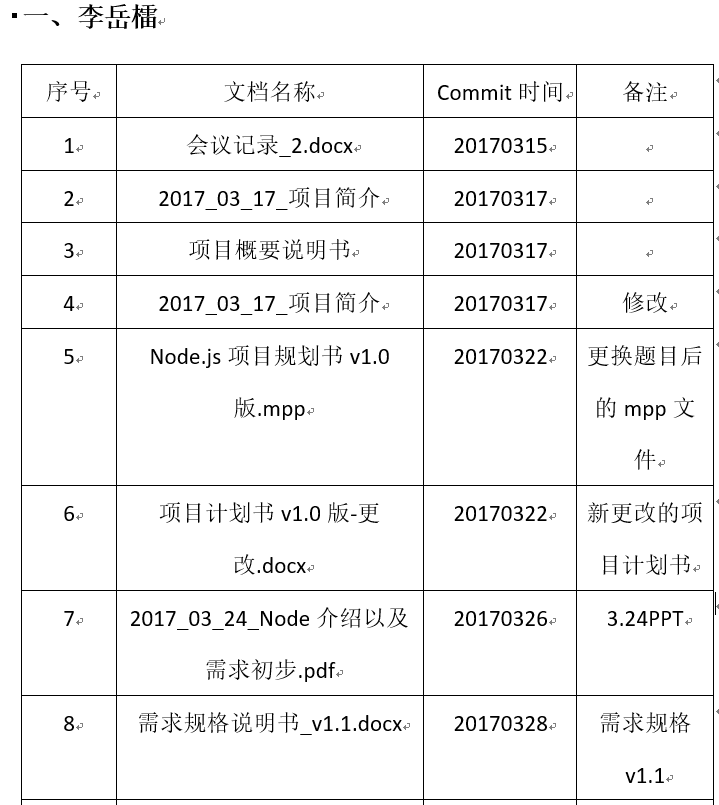 一、李岳檑
序号 文档名称 Commit 时间 备注
1 会议记录_2.docx 20170315
2 2017_03_17_项目简介 20170317
3 项目概要说明书 20170317
4 2017_03_17_项目简介 20170317 修改
5 Node.js 项目规划书 v1.0 20170322 更换题目后
版.mpp 的 mpp 文
件
6 项目计划书 v1.0 版-更 20170322 新更改的项
改.docx 目计划书
7 2017_03_24_Node 介绍以及 20170326 3.24PPT
需求初步.pdf
8 需求规格说明书_v1.1.docx 20170328 需求规格
v1.1